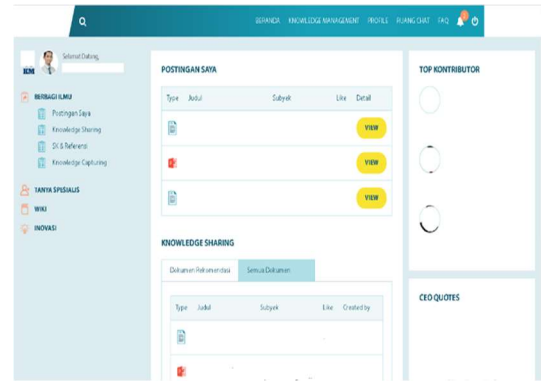 BERANDA KNOWLEDGE MANAGEMENT PROFILE RUANG CHAT FAQ
Selamat Datang,
KM
BERBAGI ILMU
Postingan Saya
Knowledge Sharing
SK & Referensi
Knowledge Capturing
TANYA SPESIALIS
WIKI
INOVASI
POSTINGAN SAYA
Type Judul Subyek Like Detail
VIEW
VIEW
VIEW
KNOWLEDGE SHARING
Dokumen Rekomendasi Semua Dokumen
Type Judul Subyek Like Created by
TOP KONTRIBUTOR
CEO QUOTES